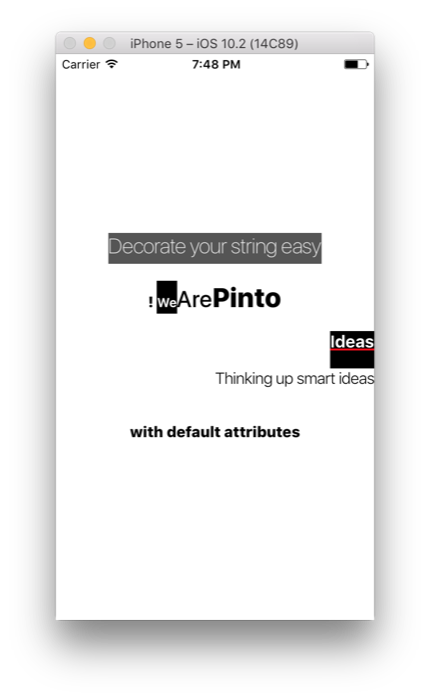 iPhone 5 – iOS 10.2 (14C89)
Carrier 7:48 PM
Decorate your string easy
! WeArePinto
Ideas
Thinking up smart ideas
with default attributes